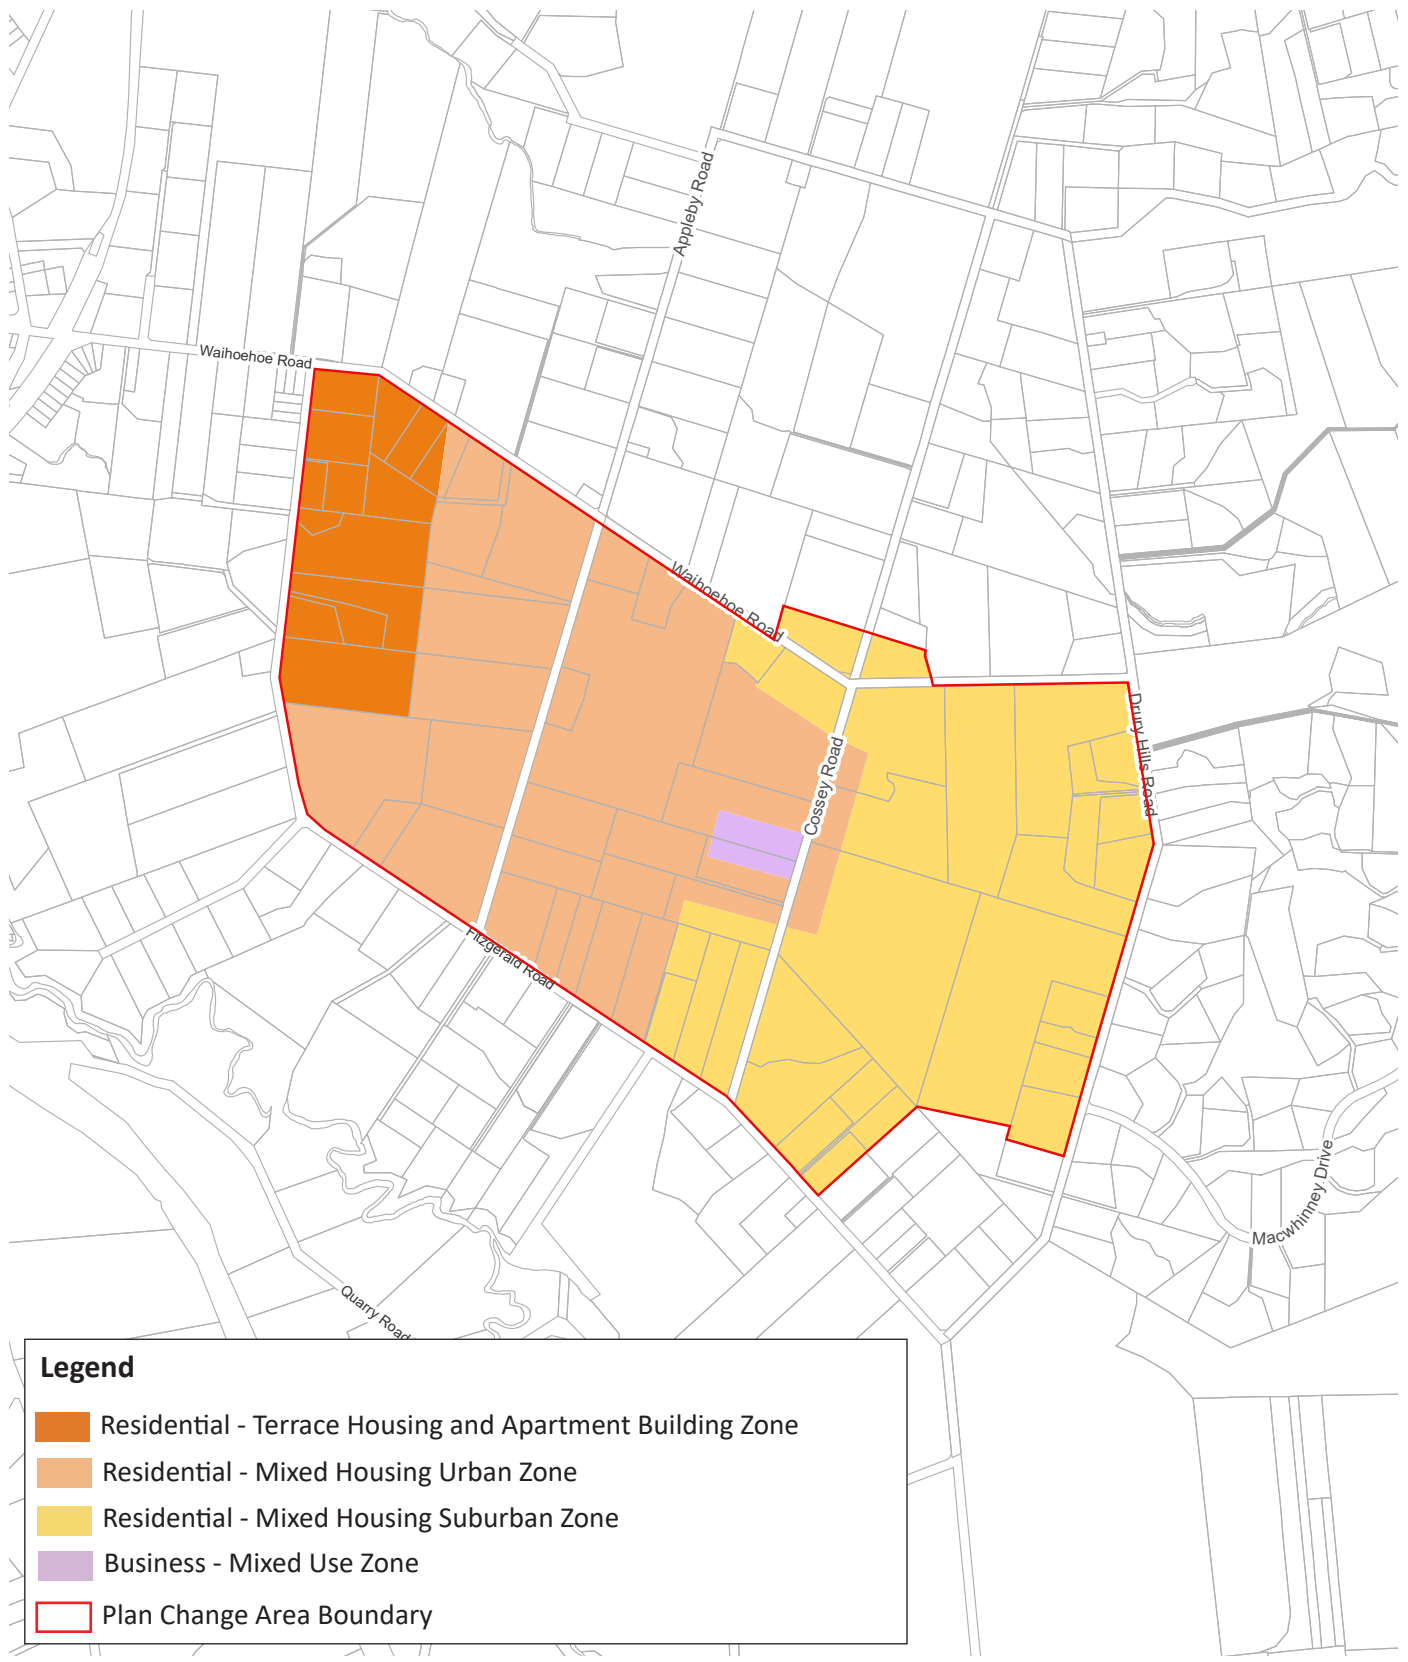 Appleby Road
Waihoehoe Road
Waihoehoe Road
Drury Hills Road
Cossey Road
Fitzgerald Road
Macwhinney Drive
Quarry Road
Legend
Residential - Terrace Housing and Apartment Building Zone
Residential - Mixed Housing Urban Zone
Residential - Mixed Housing Suburban Zone
Business - Mixed Use Zone
Plan Change Area Boundary